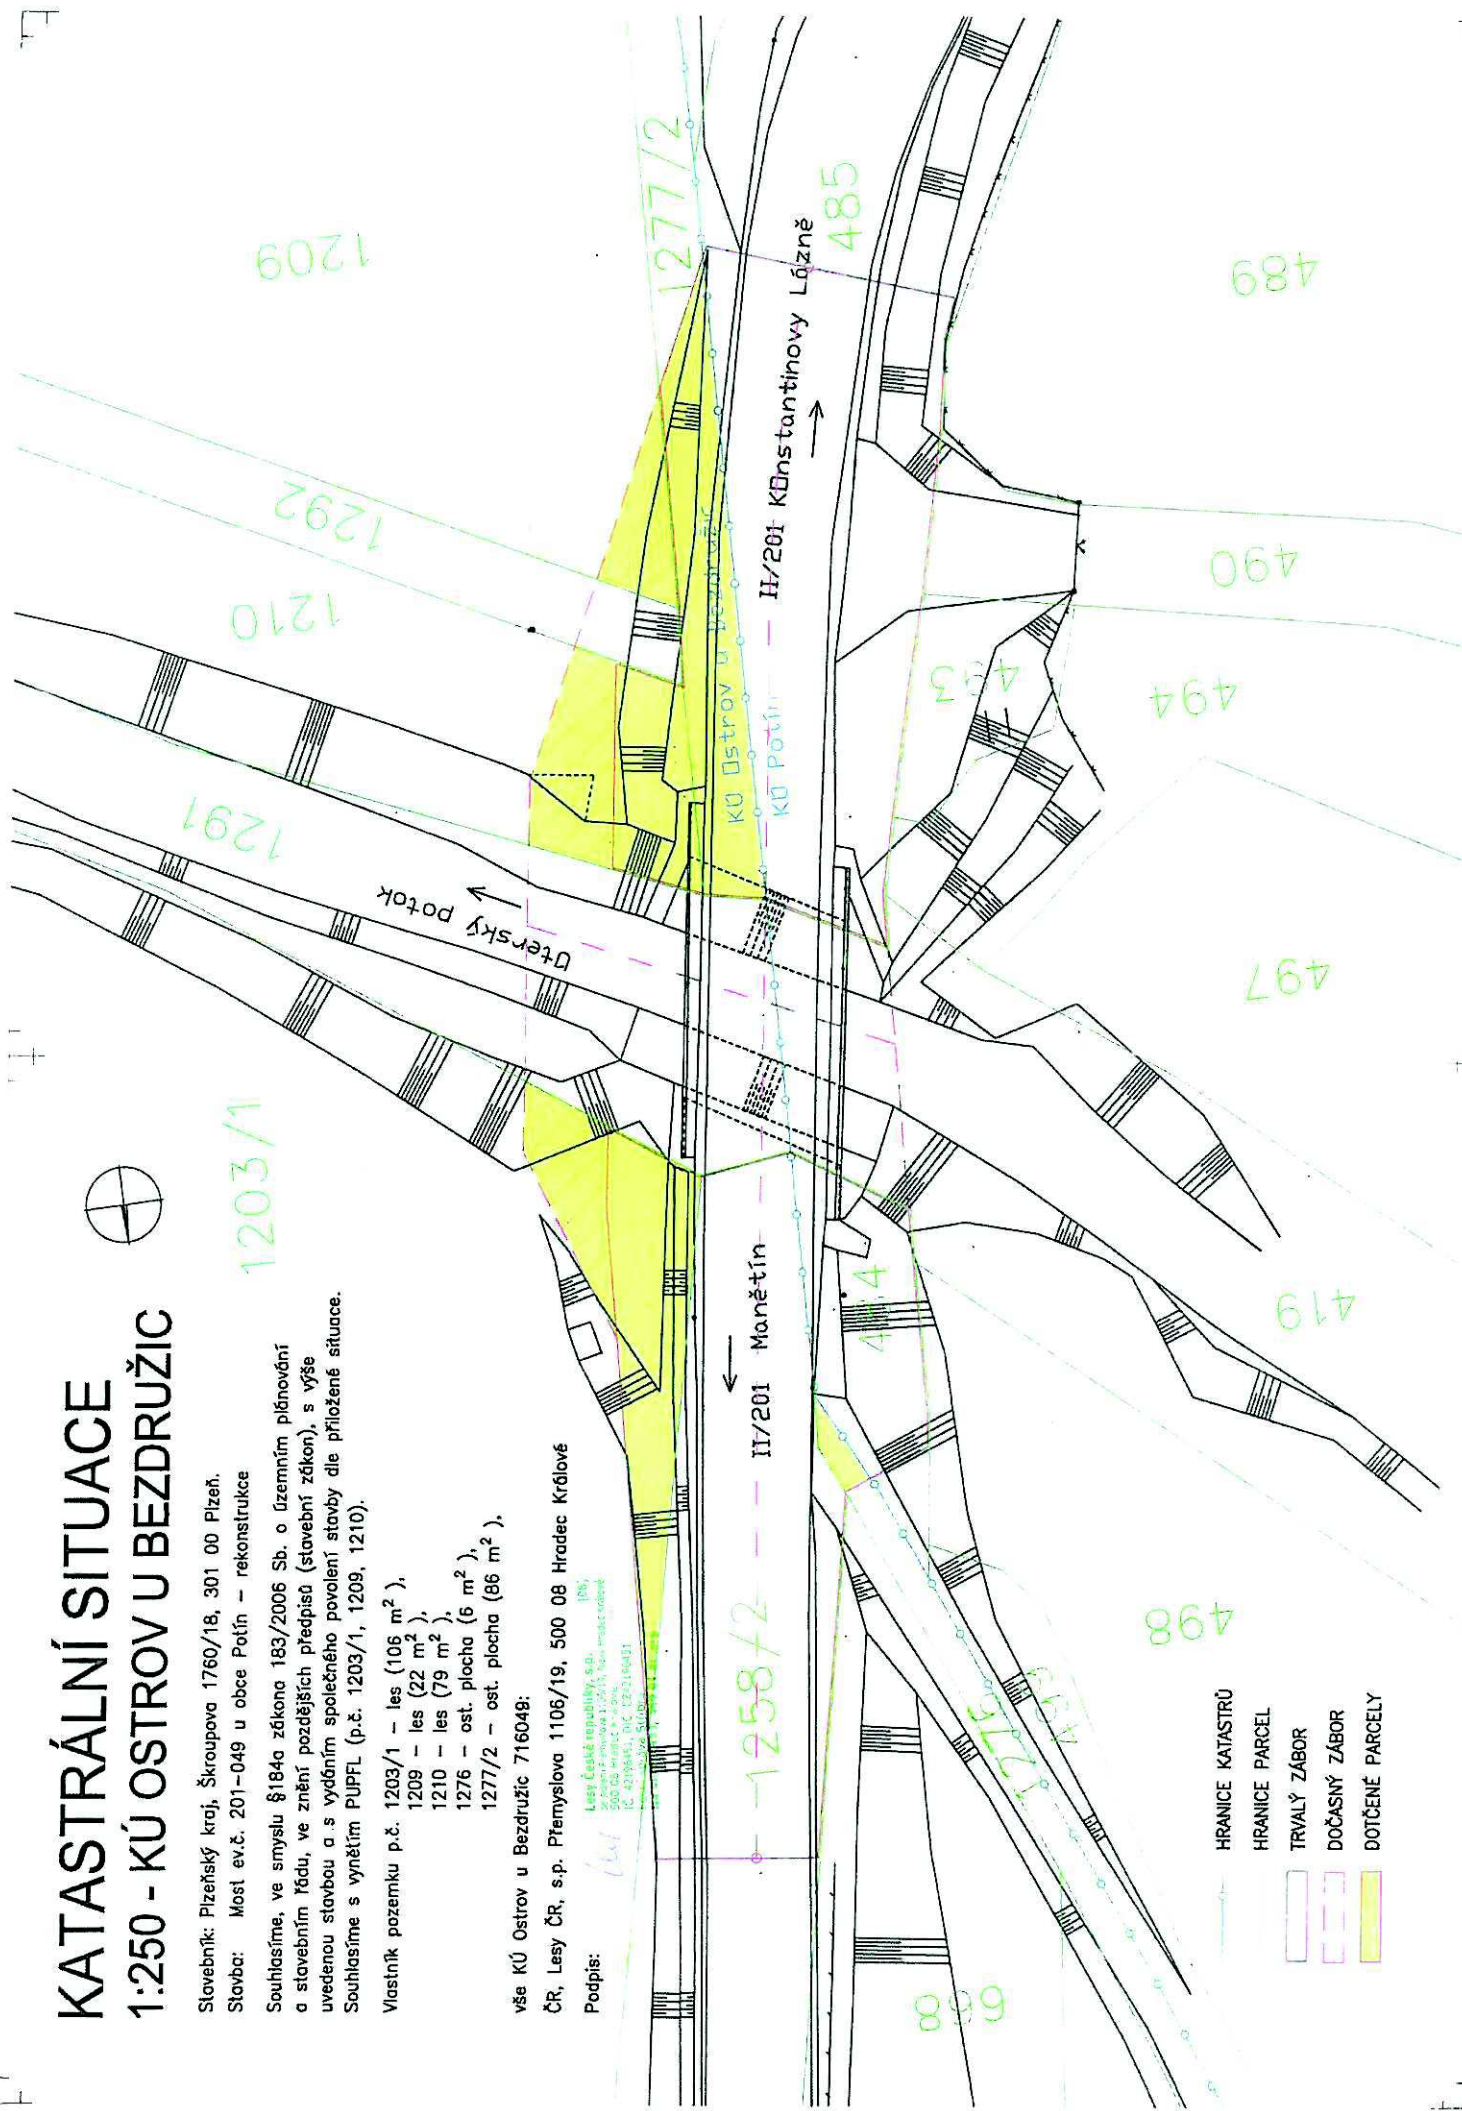 KATASTRÁLNÍ SITUACE
1:250 - KÚ OSTROV U BEZDRUŽIC
Stavebník: Plzeňský kraj, Škroupova 1760/18, 301 00 Plzeň.
Stavba: Most ev.č. 201-049 u obce Potín – rekonstrukce
Souhlasíme, ve smyslu §184a zákona 183/2006 Sb. o územním plánování
a stavebním řádu, ve znění pozdějších předpisů (stavební zákon), s výše
uvedenou stavbou a s vydáním společného povolení stavby dle přiložené situace.
Souhlasíme s vynětím PUPFL (p.č. 1203/1, 1209, 1210).
Vlastník pozemku p.č. 1203/1 – les (106 m²),
1209 – les (22 m²),
1210 – les (79 m²),
1276 – ost. plocha (6 m²),
1277/2 – ost. plocha (86 m²),
vše KÚ Ostrov u Bezdružic 716049:
ČR, Lesy ČR, s.p. Přemyslova 1106/19, 500 08 Hradec Králové
Podpis:
Lesy České republiky, s.p.
1203/1
1291
1210
1292
1209
1277/2
485
489
490
493
494
497
419
498
1276
668
1258/2
Úterský potok
KÚ Ostrov u Bezdružic
KÚ Potín
II/201 Konstantinovy Lázně
II/201 Manětín
HRANICE KATASTRŮ
HRANICE PARCEL
TRVALÝ ZÁBOR
DOČASNÝ ZÁBOR
DOTČENÉ PARCELY